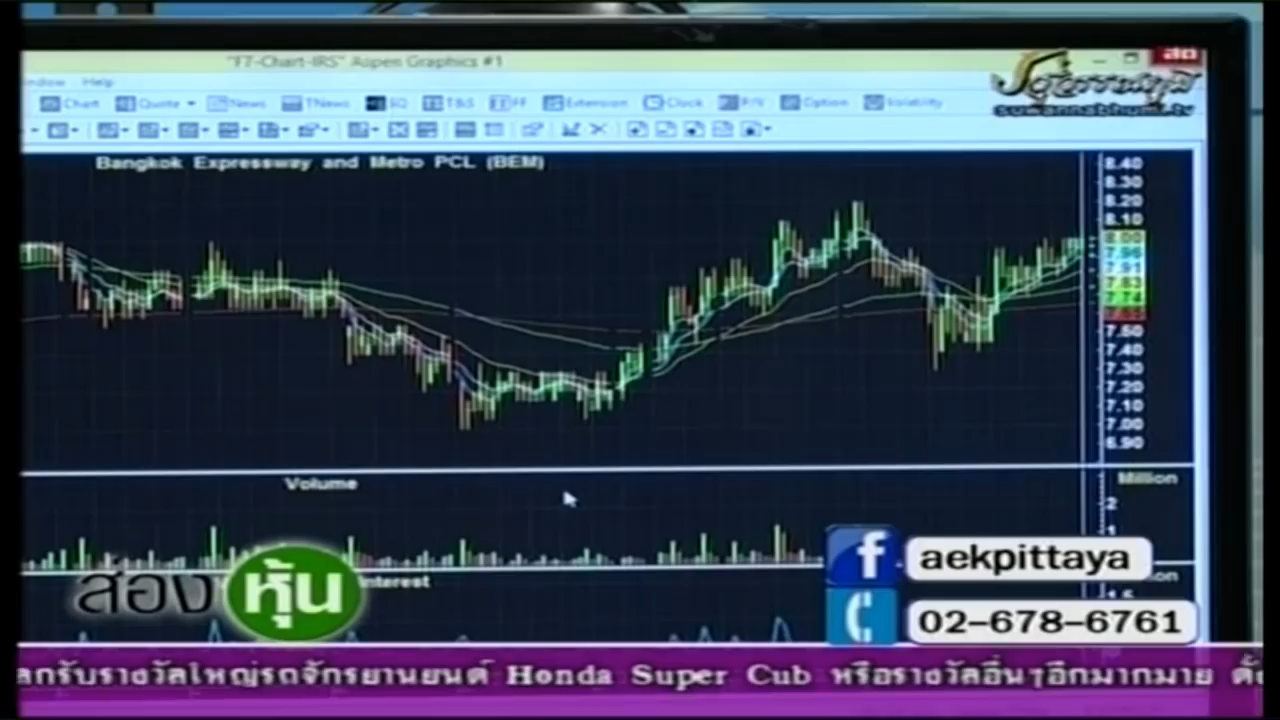 "F7-Chart-IRS" Aspen Graphics #1
สด
Help
Chart Quote News TNews T&S Extension Clock Option Volatility
suwannabhumi.tv
Bangkok Expressway and Metro PCL (BEM)
8.40
8.30
8.20
8.10
7.50
7.40
7.30
7.20
7.10
7.00
6.90
Volume
Million
2
1
Interest
1.5
ส่อง หุ้น
aekpittaya
02-678-6761
ลกรับรางวัลใหญ่รถจักรยานยนต์ Honda Super Cub หรือรางวัลอื่นๆอีกมากมาย ตั้